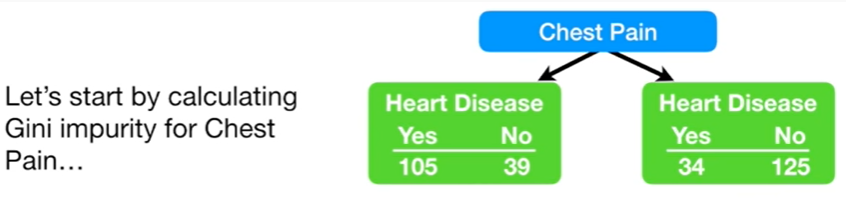 Chest Pain
Let's start by calculating
Gini impurity for Chest
Pain...
Heart Disease
Yes No
105 39
Heart Disease
Yes No
34 125